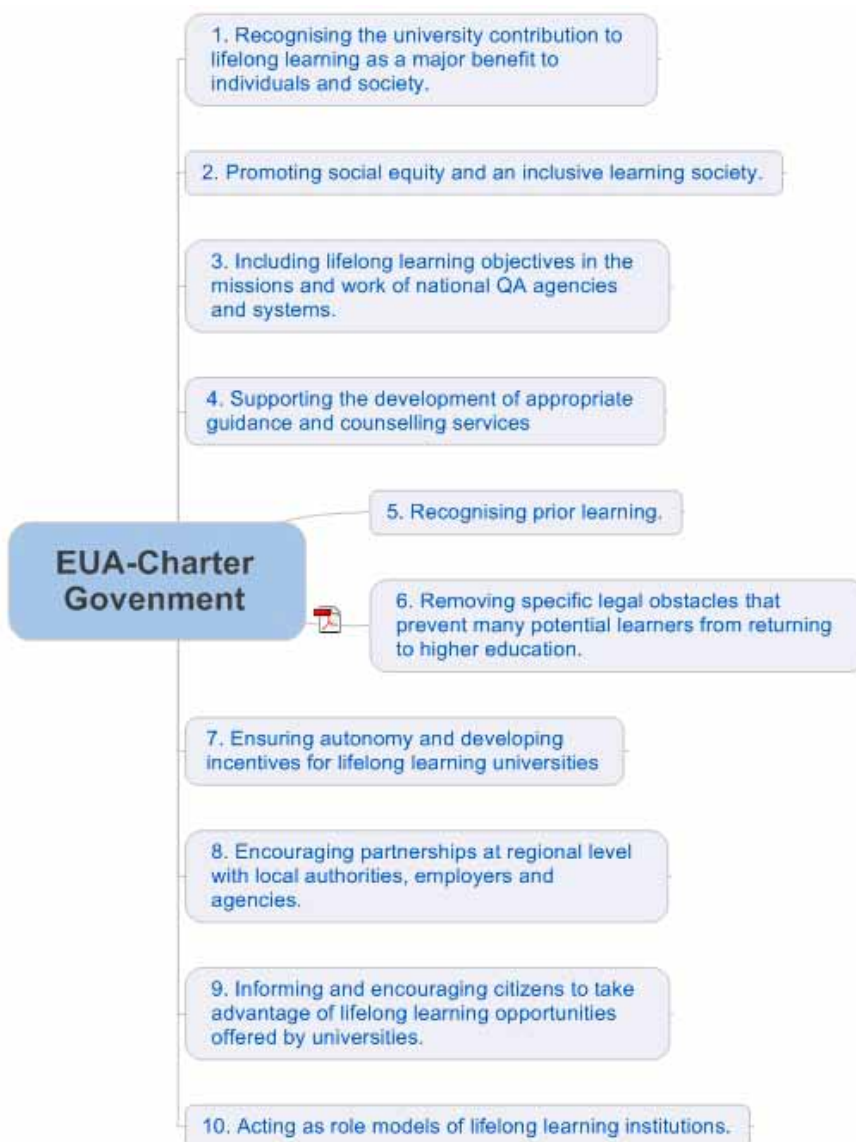 1. Recognising the university contribution to
lifelong learning as a major benefit to
individuals and society.
2. Promoting social equity and an inclusive learning society.
3. Including lifelong learning objectives in the
missions and work of national QA agencies
and systems.
4. Supporting the development of appropriate
guidance and counselling services
5. Recognising prior learning.
EUA-Charter
Govenment
6. Removing specific legal obstacles that
prevent many potential learners from returning
to higher education.
7. Ensuring autonomy and developing
incentives for lifelong learning universities
8. Encouraging partnerships at regional level
with local authorities, employers and
agencies.
9. Informing and encouraging citizens to take
advantage of lifelong learning opportunities
offered by universities.
10. Acting as role models of lifelong learning institutions.